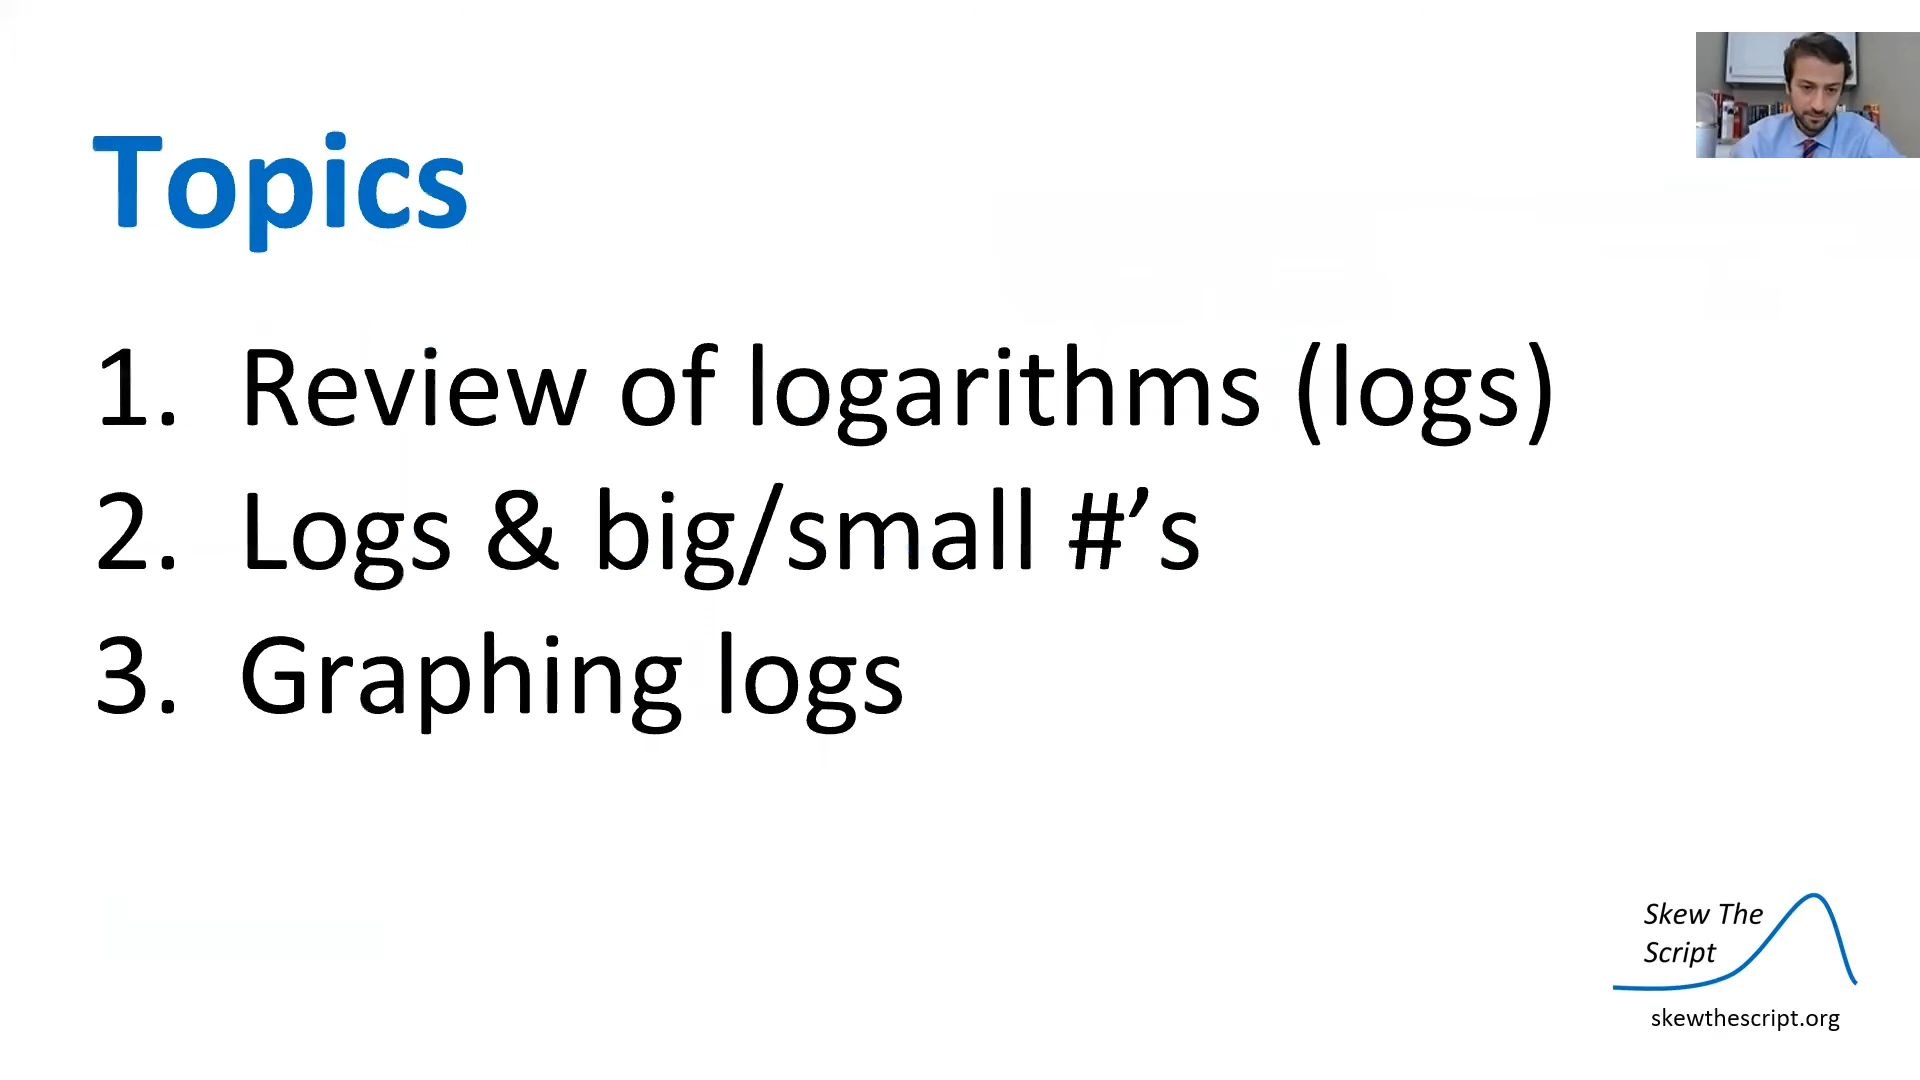 Topics
1. Review of logarithms (logs)
2. Logs & big/small #’s
3. Graphing logs
Skew The
Script
skewthescript.org